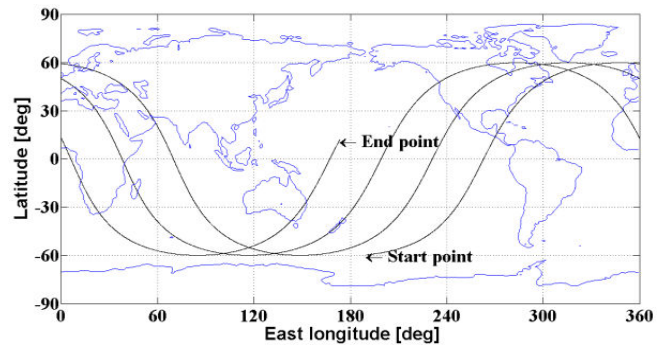 90
60
30
0
-30
-60
-90
Latitude [deg]
← End point
← Start point
0 60 120 180 240 300 360
East longitude [deg]